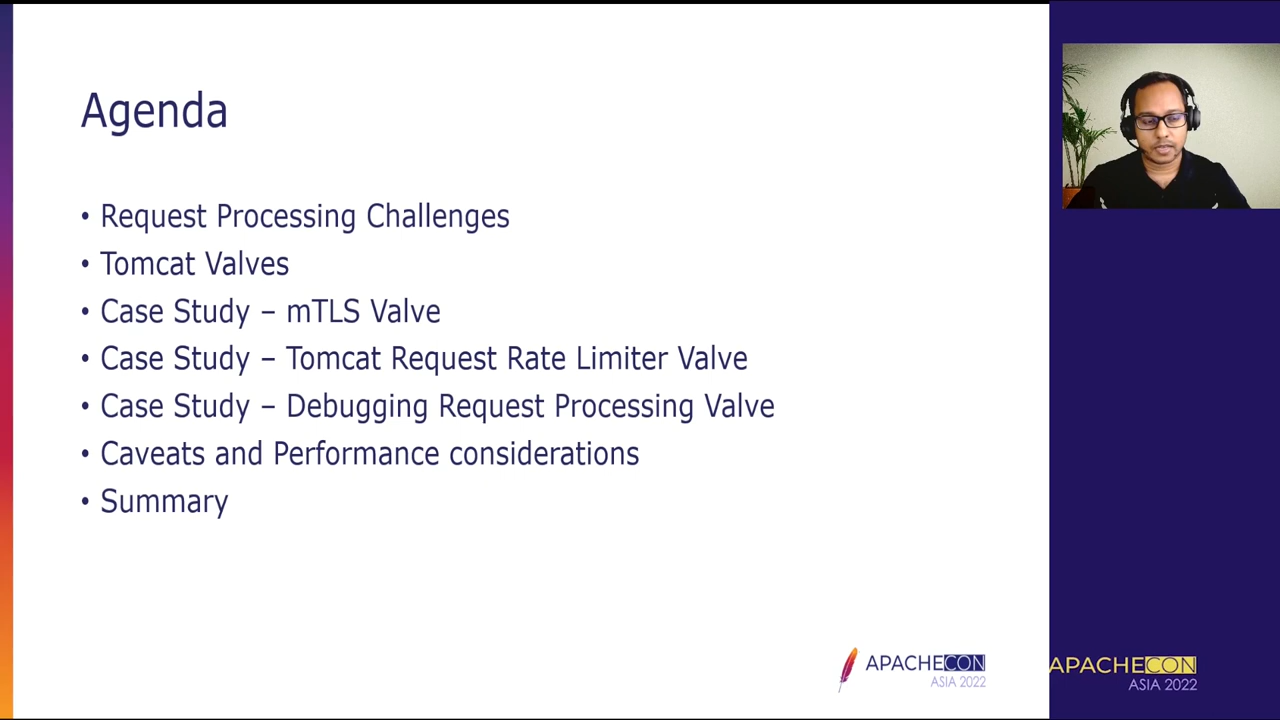 Agenda
• Request Processing Challenges
• Tomcat Valves
• Case Study – mTLS Valve
• Case Study – Tomcat Request Rate Limiter Valve
• Case Study – Debugging Request Processing Valve
• Caveats and Performance considerations
• Summary
APACHECON
ASIA 2022
APACHECON
ASIA 2022